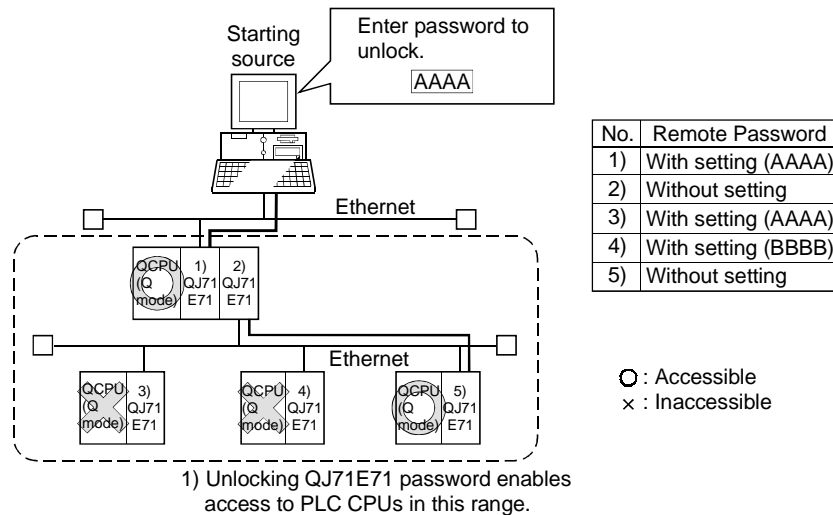 Starting
source
Enter password to
unlock.
AAAA
No. Remote Password
1) With setting (AAAA)
2) Without setting
3) With setting (AAAA)
4) With setting (BBBB)
5) Without setting
Ethernet
QCPU
(Q
mode)
1)
QJ71
E71
2)
QJ71
E71
Ethernet
QCPU
(Q
mode)
3)
QJ71
E71
QCPU
(Q
mode)
4)
QJ71
E71
QCPU
(Q
mode)
5)
QJ71
E71
: Accessible
× : Inaccessible
1) Unlocking QJ71E71 password enables
access to PLC CPUs in this range.